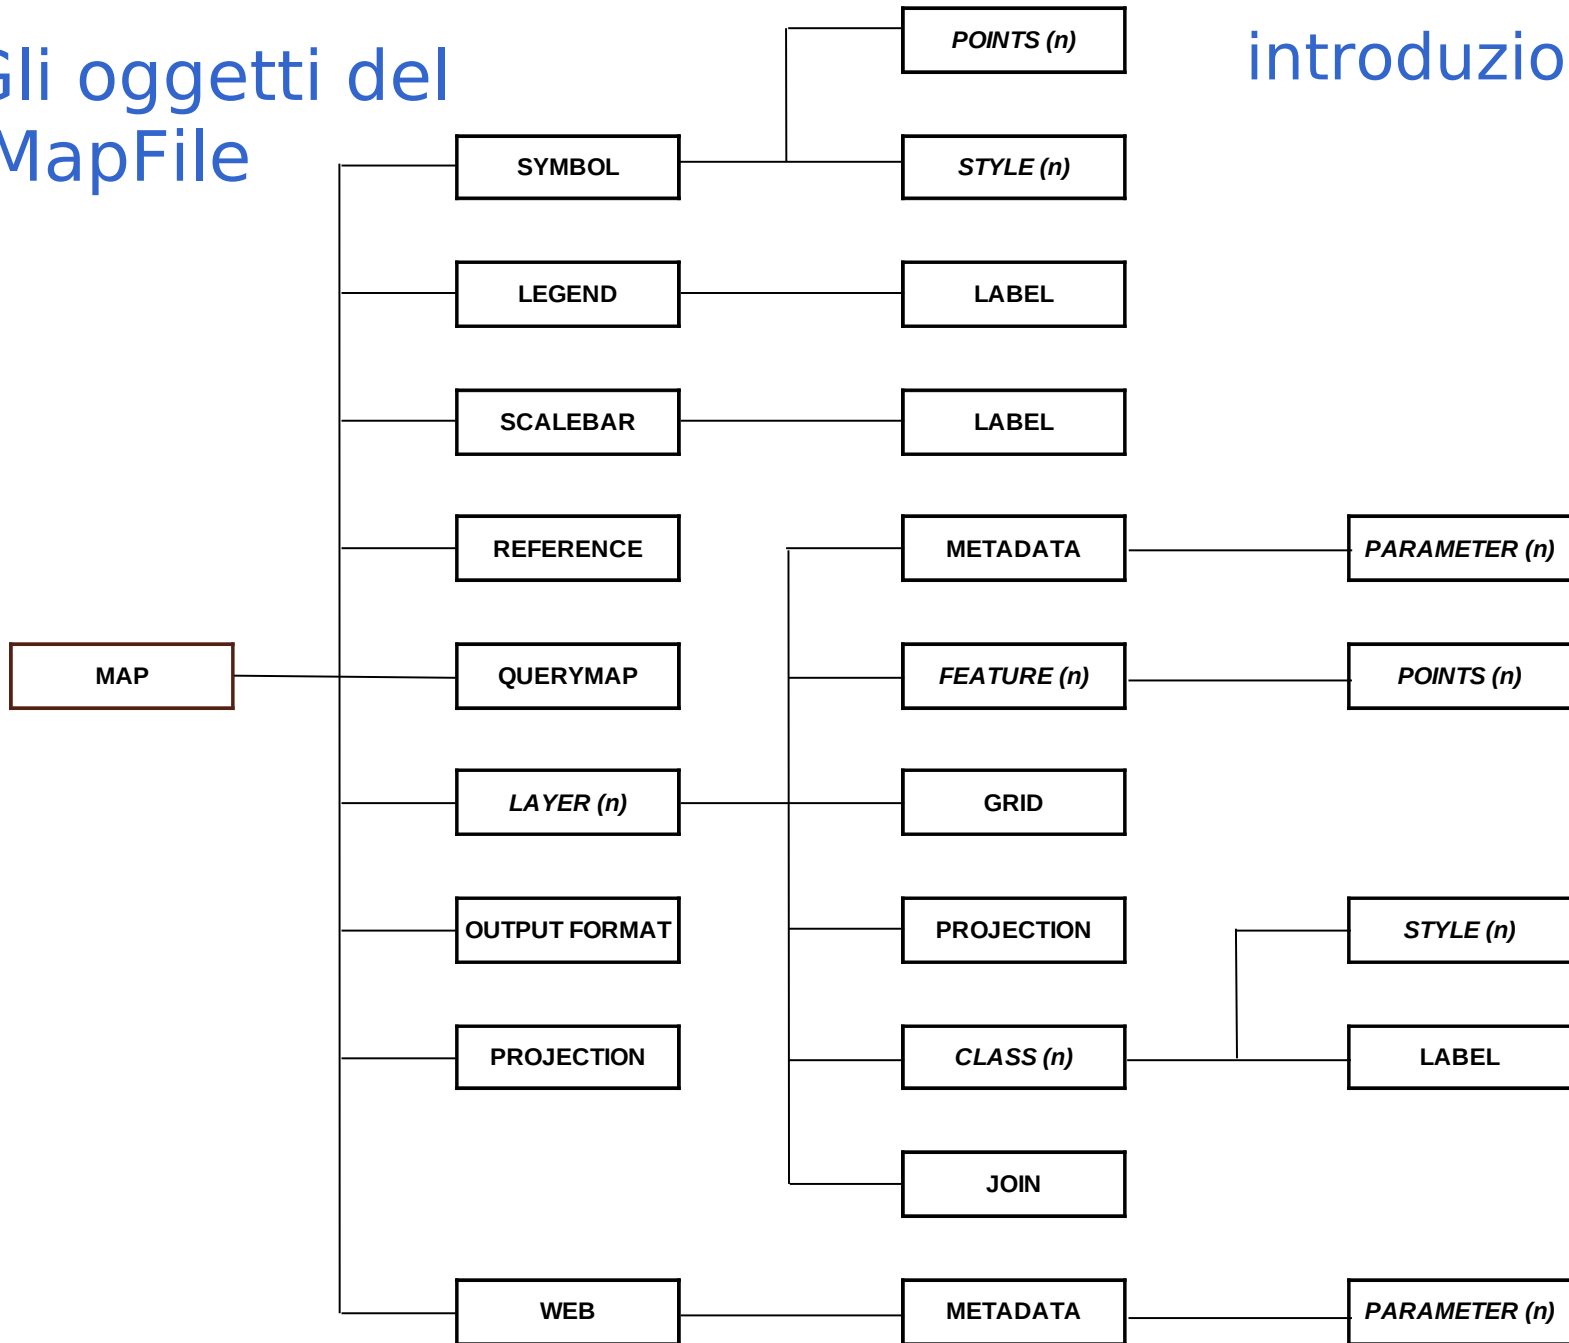 Gli oggetti del
MapFile
introduzio
POINTS (n)
SYMBOL
STYLE (n)
LEGEND
LABEL
SCALEBAR
LABEL
REFERENCE
METADATA
PARAMETER (n)
MAP
QUERYMAP
FEATURE (n)
POINTS (n)
LAYER (n)
GRID
OUTPUT FORMAT
PROJECTION
STYLE (n)
PROJECTION
CLASS (n)
LABEL
JOIN
WEB
METADATA
PARAMETER (n)